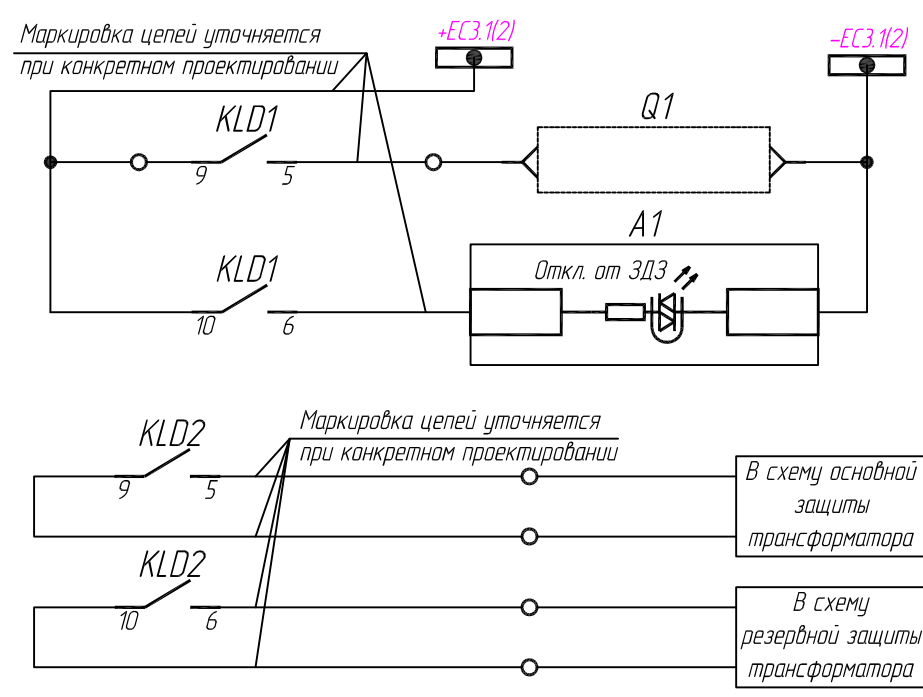 Маркировка цепей уточняется
при конкретном проектировании
+ЕС3.1(2)
–ЕС3.1(2)
KLD1
9
5
Q1
A1
KLD1
10
6
Откл. от ЗДЗ
KLD2
9
5
Маркировка цепей уточняется
при конкретном проектировании
В схему основной
защиты
трансформатора
KLD2
10
6
В схему
резервной защиты
трансформатора